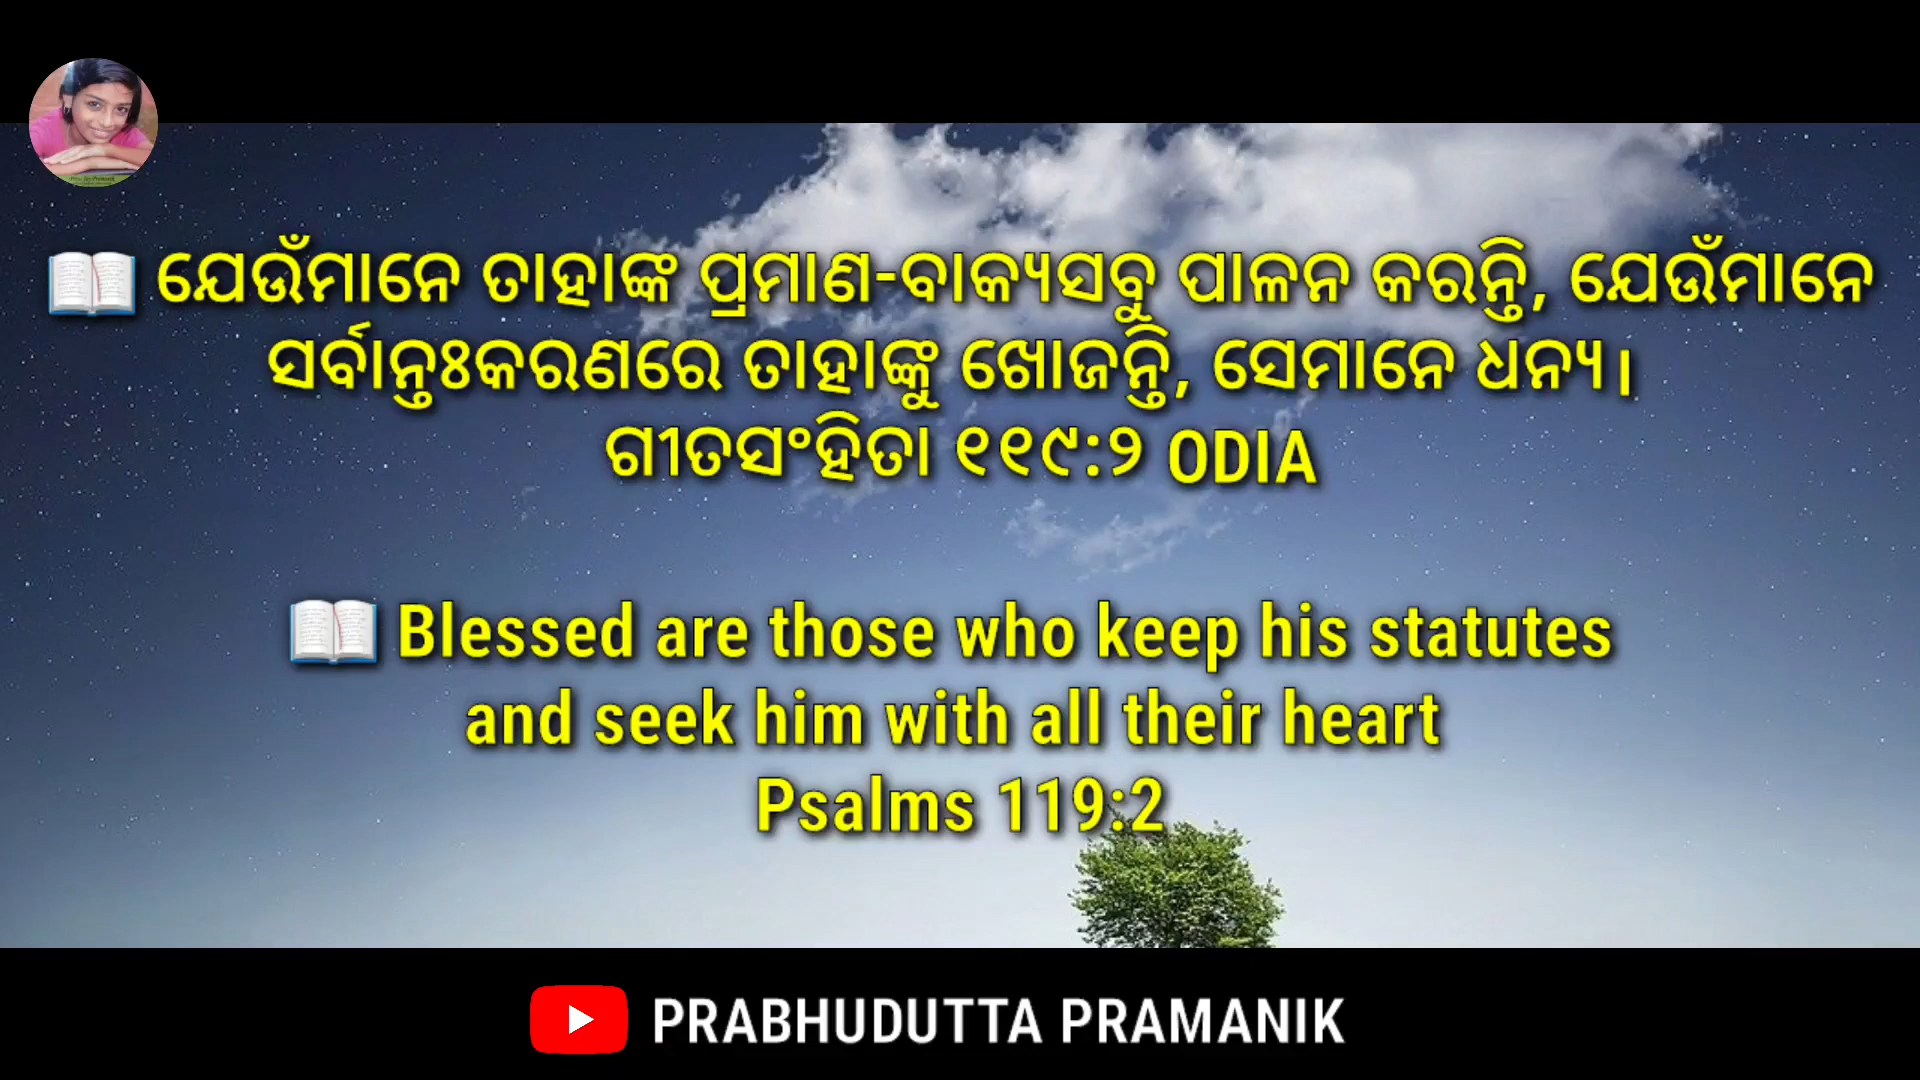 📖 ଯେଉଁମାନେ ତାହାଙ୍କ ପ୍ରମାଣ-ବାକ୍ୟସବୁ ପାଳନ କରନ୍ତି, ଯେଉଁମାନେ
ସର୍ବାନ୍ତଃକରଣରେ ତାହାଙ୍କୁ ଖୋଜନ୍ତି, ସେମାନେ ଧନ୍ୟ।
ଗୀତସଂହିତା ୧୧୯:୨ ODIA
📖 Blessed are those who keep his statutes
and seek him with all their heart
Psalms 119:2
PRABHUDUTTA PRAMANIK